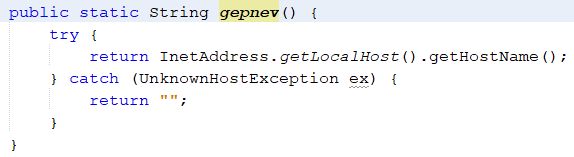 public static String gepnev() {
    try {
        return InetAddress.getLocalHost().getHostName();
    } catch (UnknownHostException ex) {
        return "";
    }
}